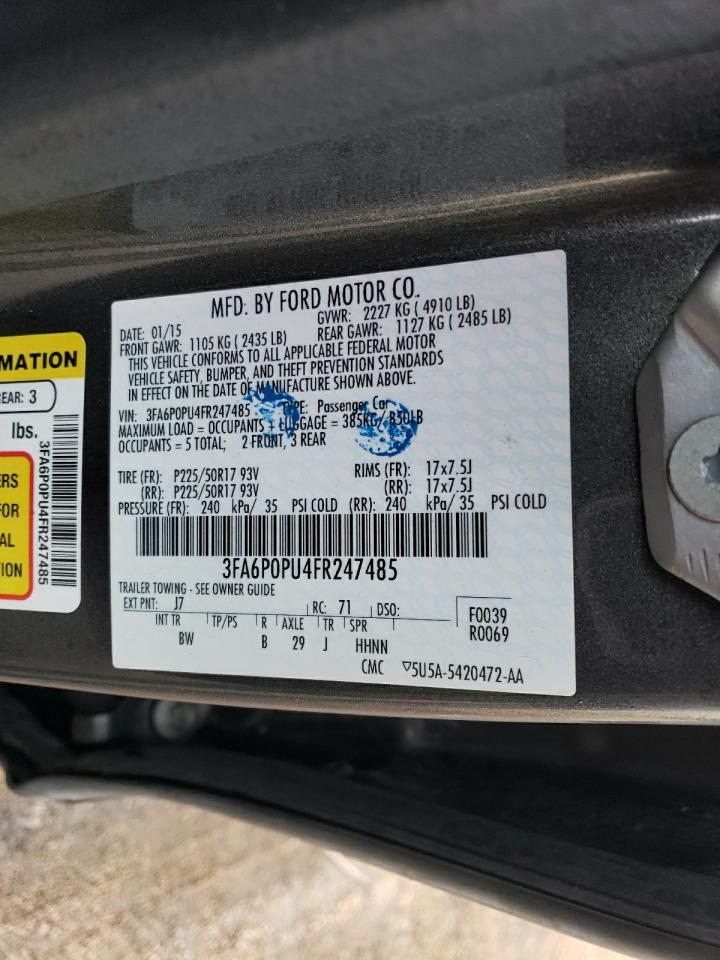 MFD. BY FORD MOTOR CO.
DATE: 01/15
GVWR: 2227 KG ( 4910 LB)
FRONT GAWR: 1105 KG ( 2435 LB)
REAR GAWR: 1127 KG ( 2485 LB)
THIS VEHICLE CONFORMS TO ALL APPLICABLE FEDERAL MOTOR
VEHICLE SAFETY, BUMPER, AND THEFT PREVENTION STANDARDS
IN EFFECT ON THE DATE OF MANUFACTURE SHOWN ABOVE.
VIN: 3FA6P0PU4FR247485 TYPE: Passenger Car
MAXIMUM LOAD = OCCUPANTS + LUGGAGE = 385KG/ 850LB
OCCUPANTS = 5 TOTAL; 2 FRONT, 3 REAR
TIRE (FR): P225/50R17 93V RIMS (FR): 17x7.5J
(RR): P225/50R17 93V (RR): 17x7.5J
PRESSURE (FR): 240 kPa/ 35 PSI COLD (RR): 240 kPa/ 35 PSI COLD
3FA6P0PU4FR247485
TRAILER TOWING - SEE OWNER GUIDE
EXT PNT: J7 RC: 71 DSO:
F0039
R0069
INT TR TP/PS R AXLE TR SPR
BW B 29 J HHNN
CMC ▽5U5A-5420472-AA
MATION
REAR: 3
lbs.
3FA6P0PU4FR247485
ERS
FOR
AL
TION